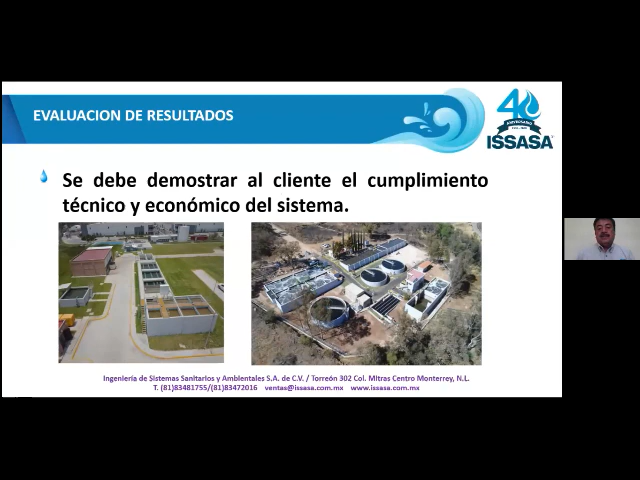 EVALUACION DE RESULTADOS
40
ANIVERSARIO
ISSASA
Se debe demostrar al cliente el cumplimiento
técnico y económico del sistema.
Ingeniería de Sistemas Sanitarios y Ambientales S.A. de C.V. / Torreón 302 Col. Mitras Centro Monterrey, N.L.
T. (81)83481755/(81)83472016 ventas@issasa.com.mx www.issasa.com.mx